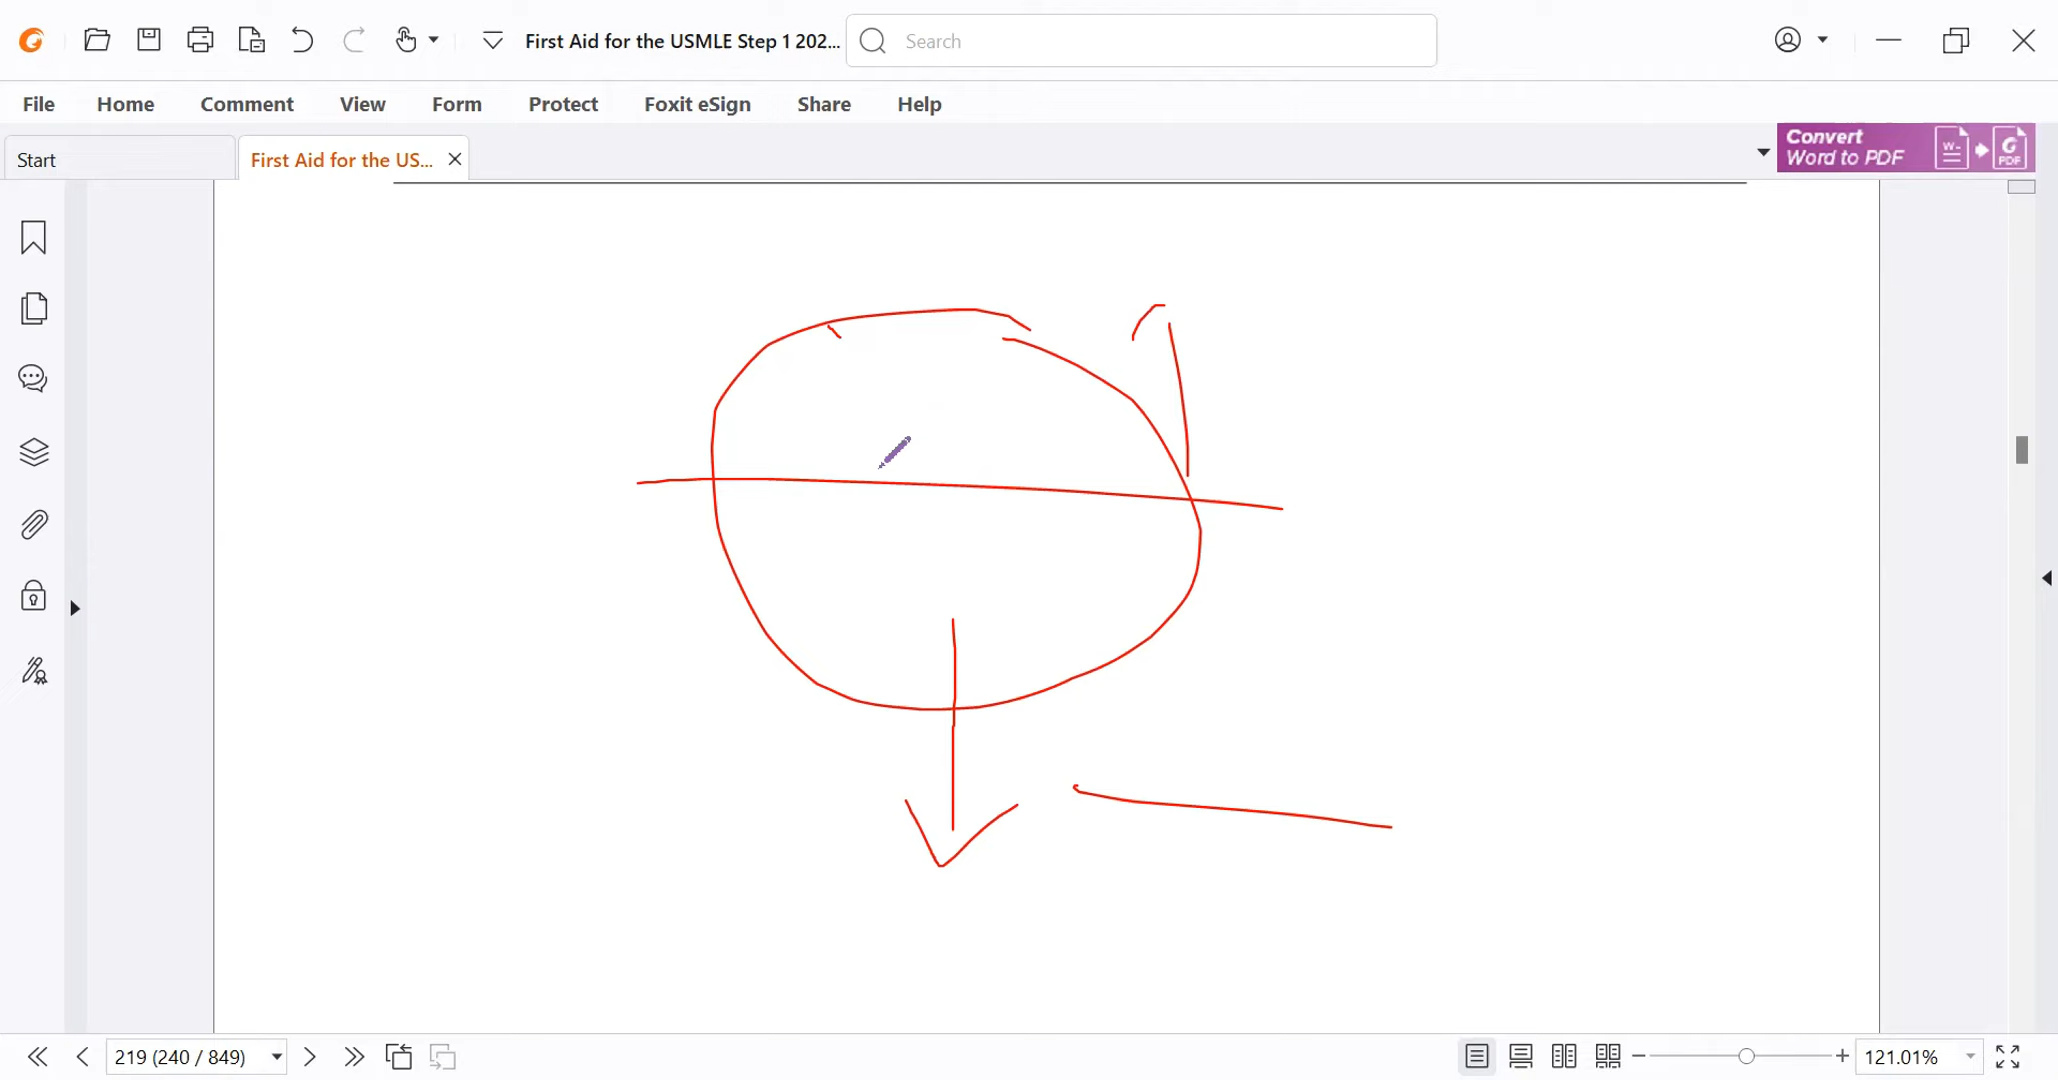 First Aid for the USMLE Step 1 202...
Search
File Home Comment View Form Protect Foxit eSign Share Help
Start
First Aid for the US...
Convert
Word to PDF
W
PDF
219 (240 / 849)
121.01%